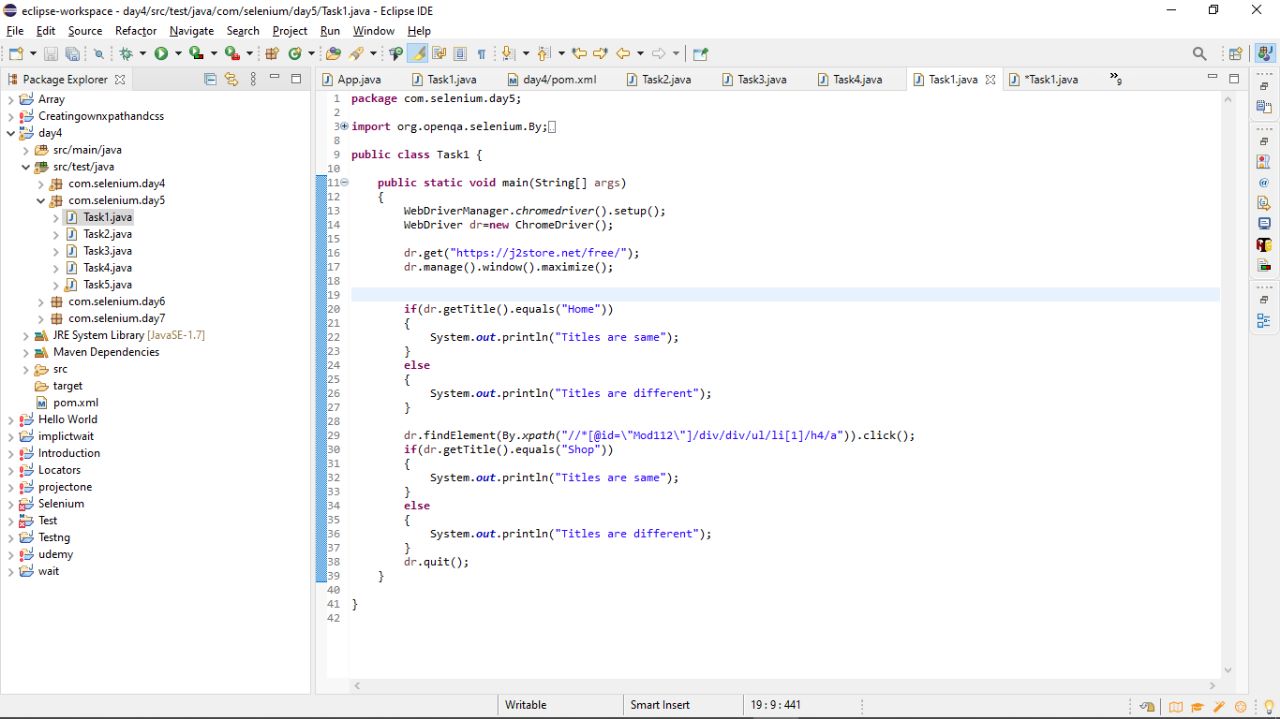 eclipse-workspace - day4/src/test/java/com/selenium/day5/Task1.java - Eclipse IDE
File Edit Source Refactor Navigate Search Project Run Window Help
Package Explorer
App.java Task1.java day4/pom.xml Task2.java Task3.java Task4.java Task1.java *Task1.java »9
Array
Creatingownxpathandcss
day4
src/main/java
src/test/java
com.selenium.day4
com.selenium.day5
Task1.java
Task2.java
Task3.java
Task4.java
Task5.java
com.selenium.day6
com.selenium.day7
JRE System Library [JavaSE-1.7]
Maven Dependencies
src
target
pom.xml
Hello World
implictwait
Introduction
Locators
projectone
Selenium
Test
Testng
udemy
wait
1 package com.selenium.day5;
2
3 import org.openqa.selenium.By;
8
9 public class Task1 {
10
11 public static void main(String[] args)
12 {
13 WebDriverManager.chromedriver().setup();
14 WebDriver dr=new ChromeDriver();
15
16 dr.get("https://j2store.net/free/");
17 dr.manage().window().maximize();
18
19
20 if(dr.getTitle().equals("Home"))
21 {
22 System.out.println("Titles are same");
23 }
24 else
25 {
26 System.out.println("Titles are different");
27 }
28
29 dr.findElement(By.xpath("//*[@id=\"Mod112\"]/div/div/ul/li[1]/h4/a")).click();
30 if(dr.getTitle().equals("Shop"))
31 {
32 System.out.println("Titles are same");
33 }
34 else
35 {
36 System.out.println("Titles are different");
37 }
38 dr.quit();
39 }
40
41 }
42
Writable Smart Insert 19 : 9 : 441